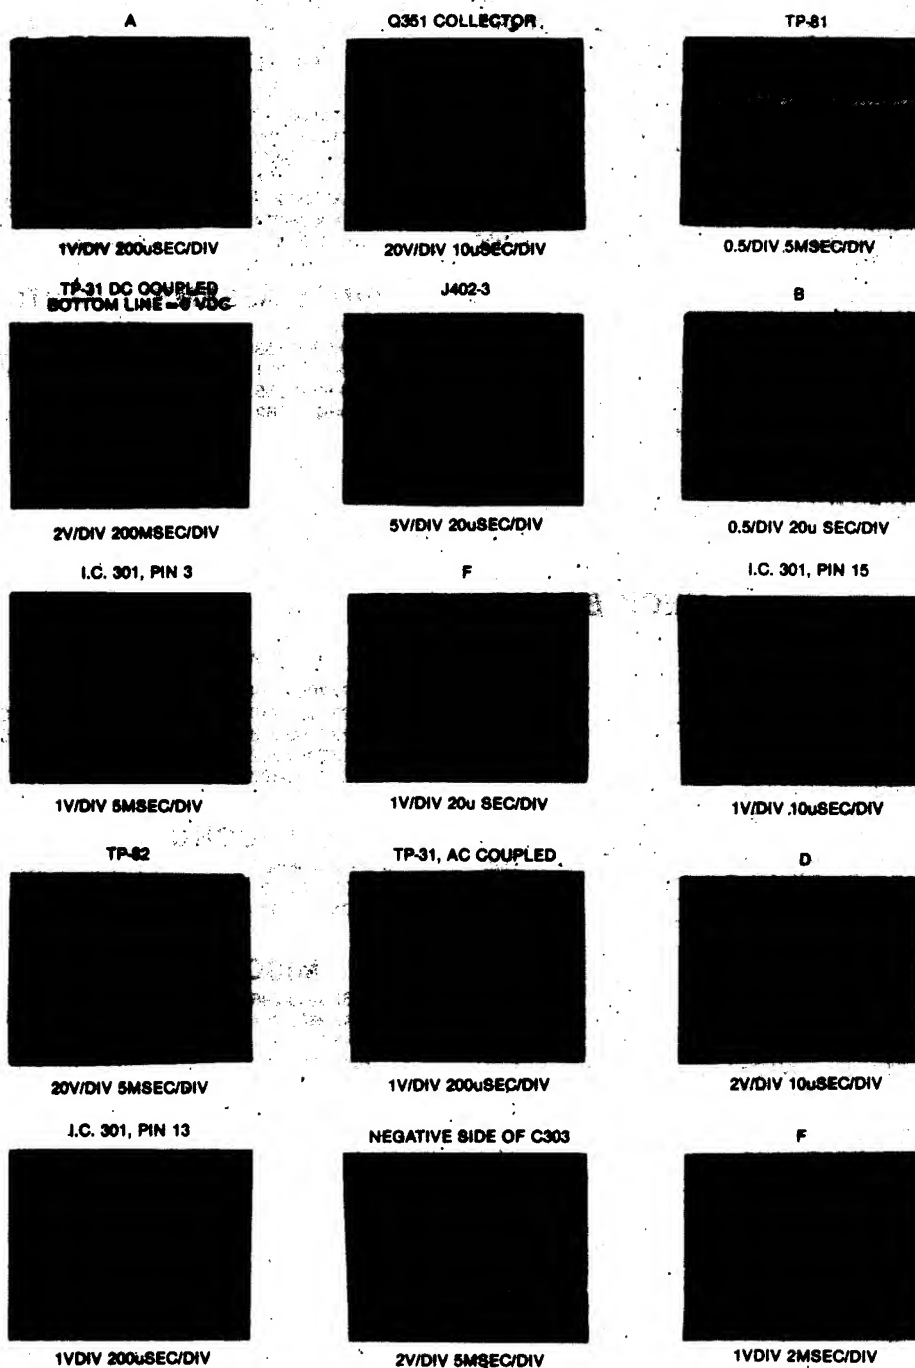 A
Q351 COLLECTOR
TP-81
1V/DIV 200uSEC/DIV
20V/DIV 10uSEC/DIV
0.5/DIV 5MSEC/DIV
TP-31 DC COUPLED
BOTTOM LINE = 0 VDC
J402-3
B
2V/DIV 200MSEC/DIV
5V/DIV 20uSEC/DIV
0.5/DIV 20u SEC/DIV
I.C. 301, PIN 3
F
I.C. 301, PIN 15
1V/DIV 5MSEC/DIV
1V/DIV 20u SEC/DIV
1V/DIV 10uSEC/DIV
TP-82
TP-31, AC COUPLED
D
20V/DIV 5MSEC/DIV
1V/DIV 200uSEC/DIV
2V/DIV 10uSEC/DIV
I.C. 301, PIN 13
NEGATIVE SIDE OF C303
F
1VDIV 200uSEC/DIV
2V/DIV 5MSEC/DIV
1VDIV 2MSEC/DIV